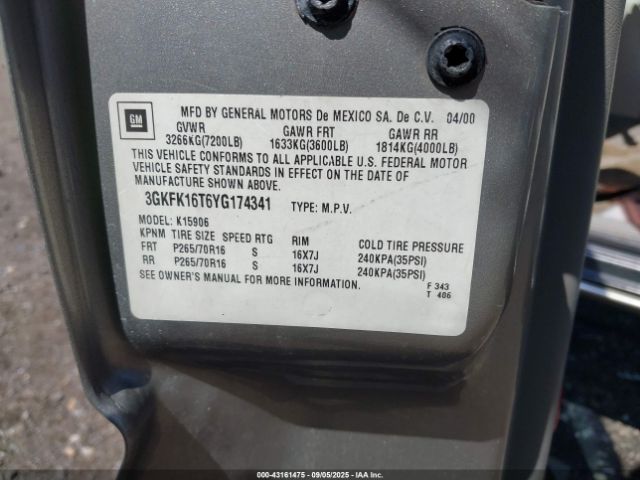 GM
MFD BY GENERAL MOTORS De MEXICO SA. De C.V. 04/00
GVWR GAWR FRT GAWR RR
3266KG(7200LB) 1633KG(3600LB) 1814KG(4000LB)
THIS VEHICLE CONFORMS TO ALL APPLICABLE U.S. FEDERAL MOTOR
VEHICLE SAFETY STANDARDS IN EFFECT ON THE DATE OF
MANUFACTURE SHOWN ABOVE.
3GKFK16T6YG174341 TYPE: M.P.V.
MODEL: K15906
KPNM TIRE SIZE SPEED RTG RIM COLD TIRE PRESSURE
FRT P265/70R16 S 16X7J 240KPA(35PSI)
RR P265/70R16 S 16X7J 240KPA(35PSI)
SEE OWNER'S MANUAL FOR MORE INFORMATION.
F 343
T 406
000-43161475 - 09/05/2025 - IAAI.com